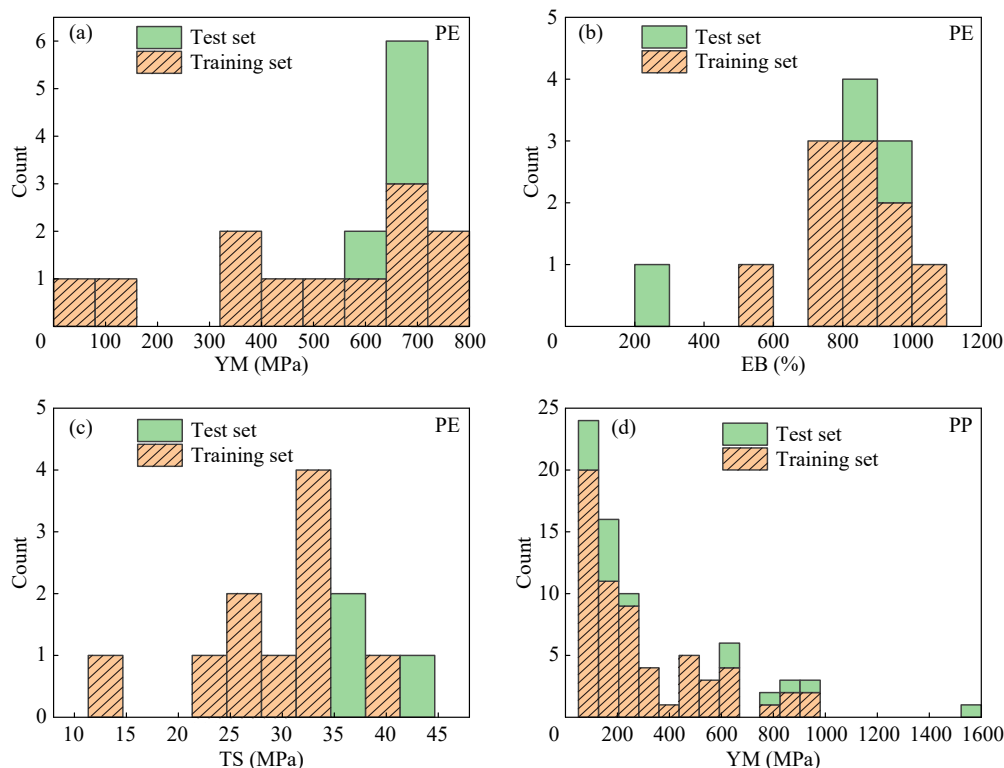 (a)
Test set
Training set
PE
6
5
4
3
2
1
Count
0 100 200 300 400 500 600 700 800
YM (MPa)
(b)
Test set
Training set
PE
5
4
3
2
1
0
Count
0 200 400 600 800 1000 1200
EB (%)
(c)
Test set
Training set
PE
5
4
3
2
1
0
Count
10 15 20 25 30 35 40 45
TS (MPa)
(d)
Test set
Training set
PP
25
20
15
10
5
0
Count
200 400 600 800 1000 1200 1400 1600
YM (MPa)